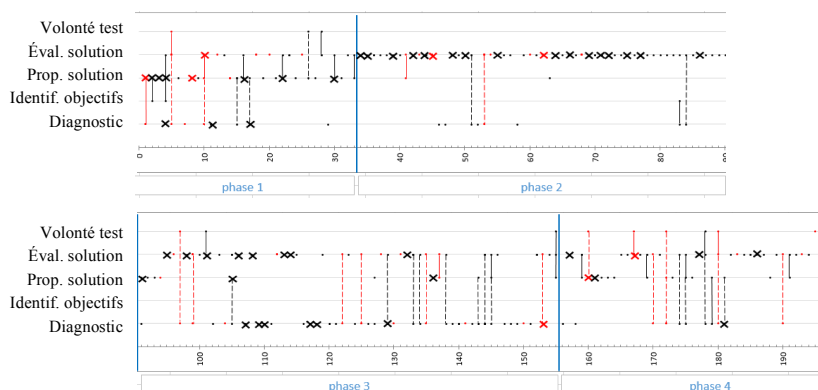 Volonté test
Éval. solution
Prop. solution
Identif. objectifs
Diagnostic
0 10 20 30 40 50 60 70 80 90
phase 1 phase 2
Volonté test
Éval. solution
Prop. solution
Identif. objectifs
Diagnostic
100 110 120 130 140 150 160 170 180 190
phase 3 phase 4